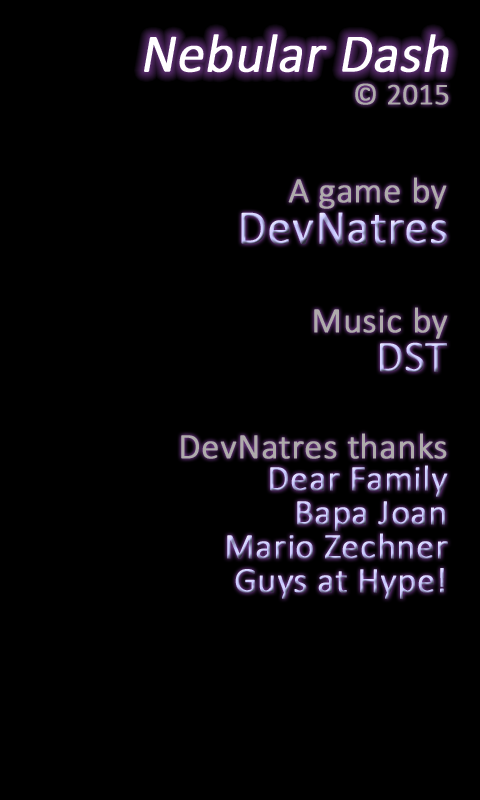 Nebular Dash
© 2015
A game by
DevNatres
Music by
DST
DevNatres thanks
Dear Family
Bapa Joan
Mario Zechner
Guys at Hype!